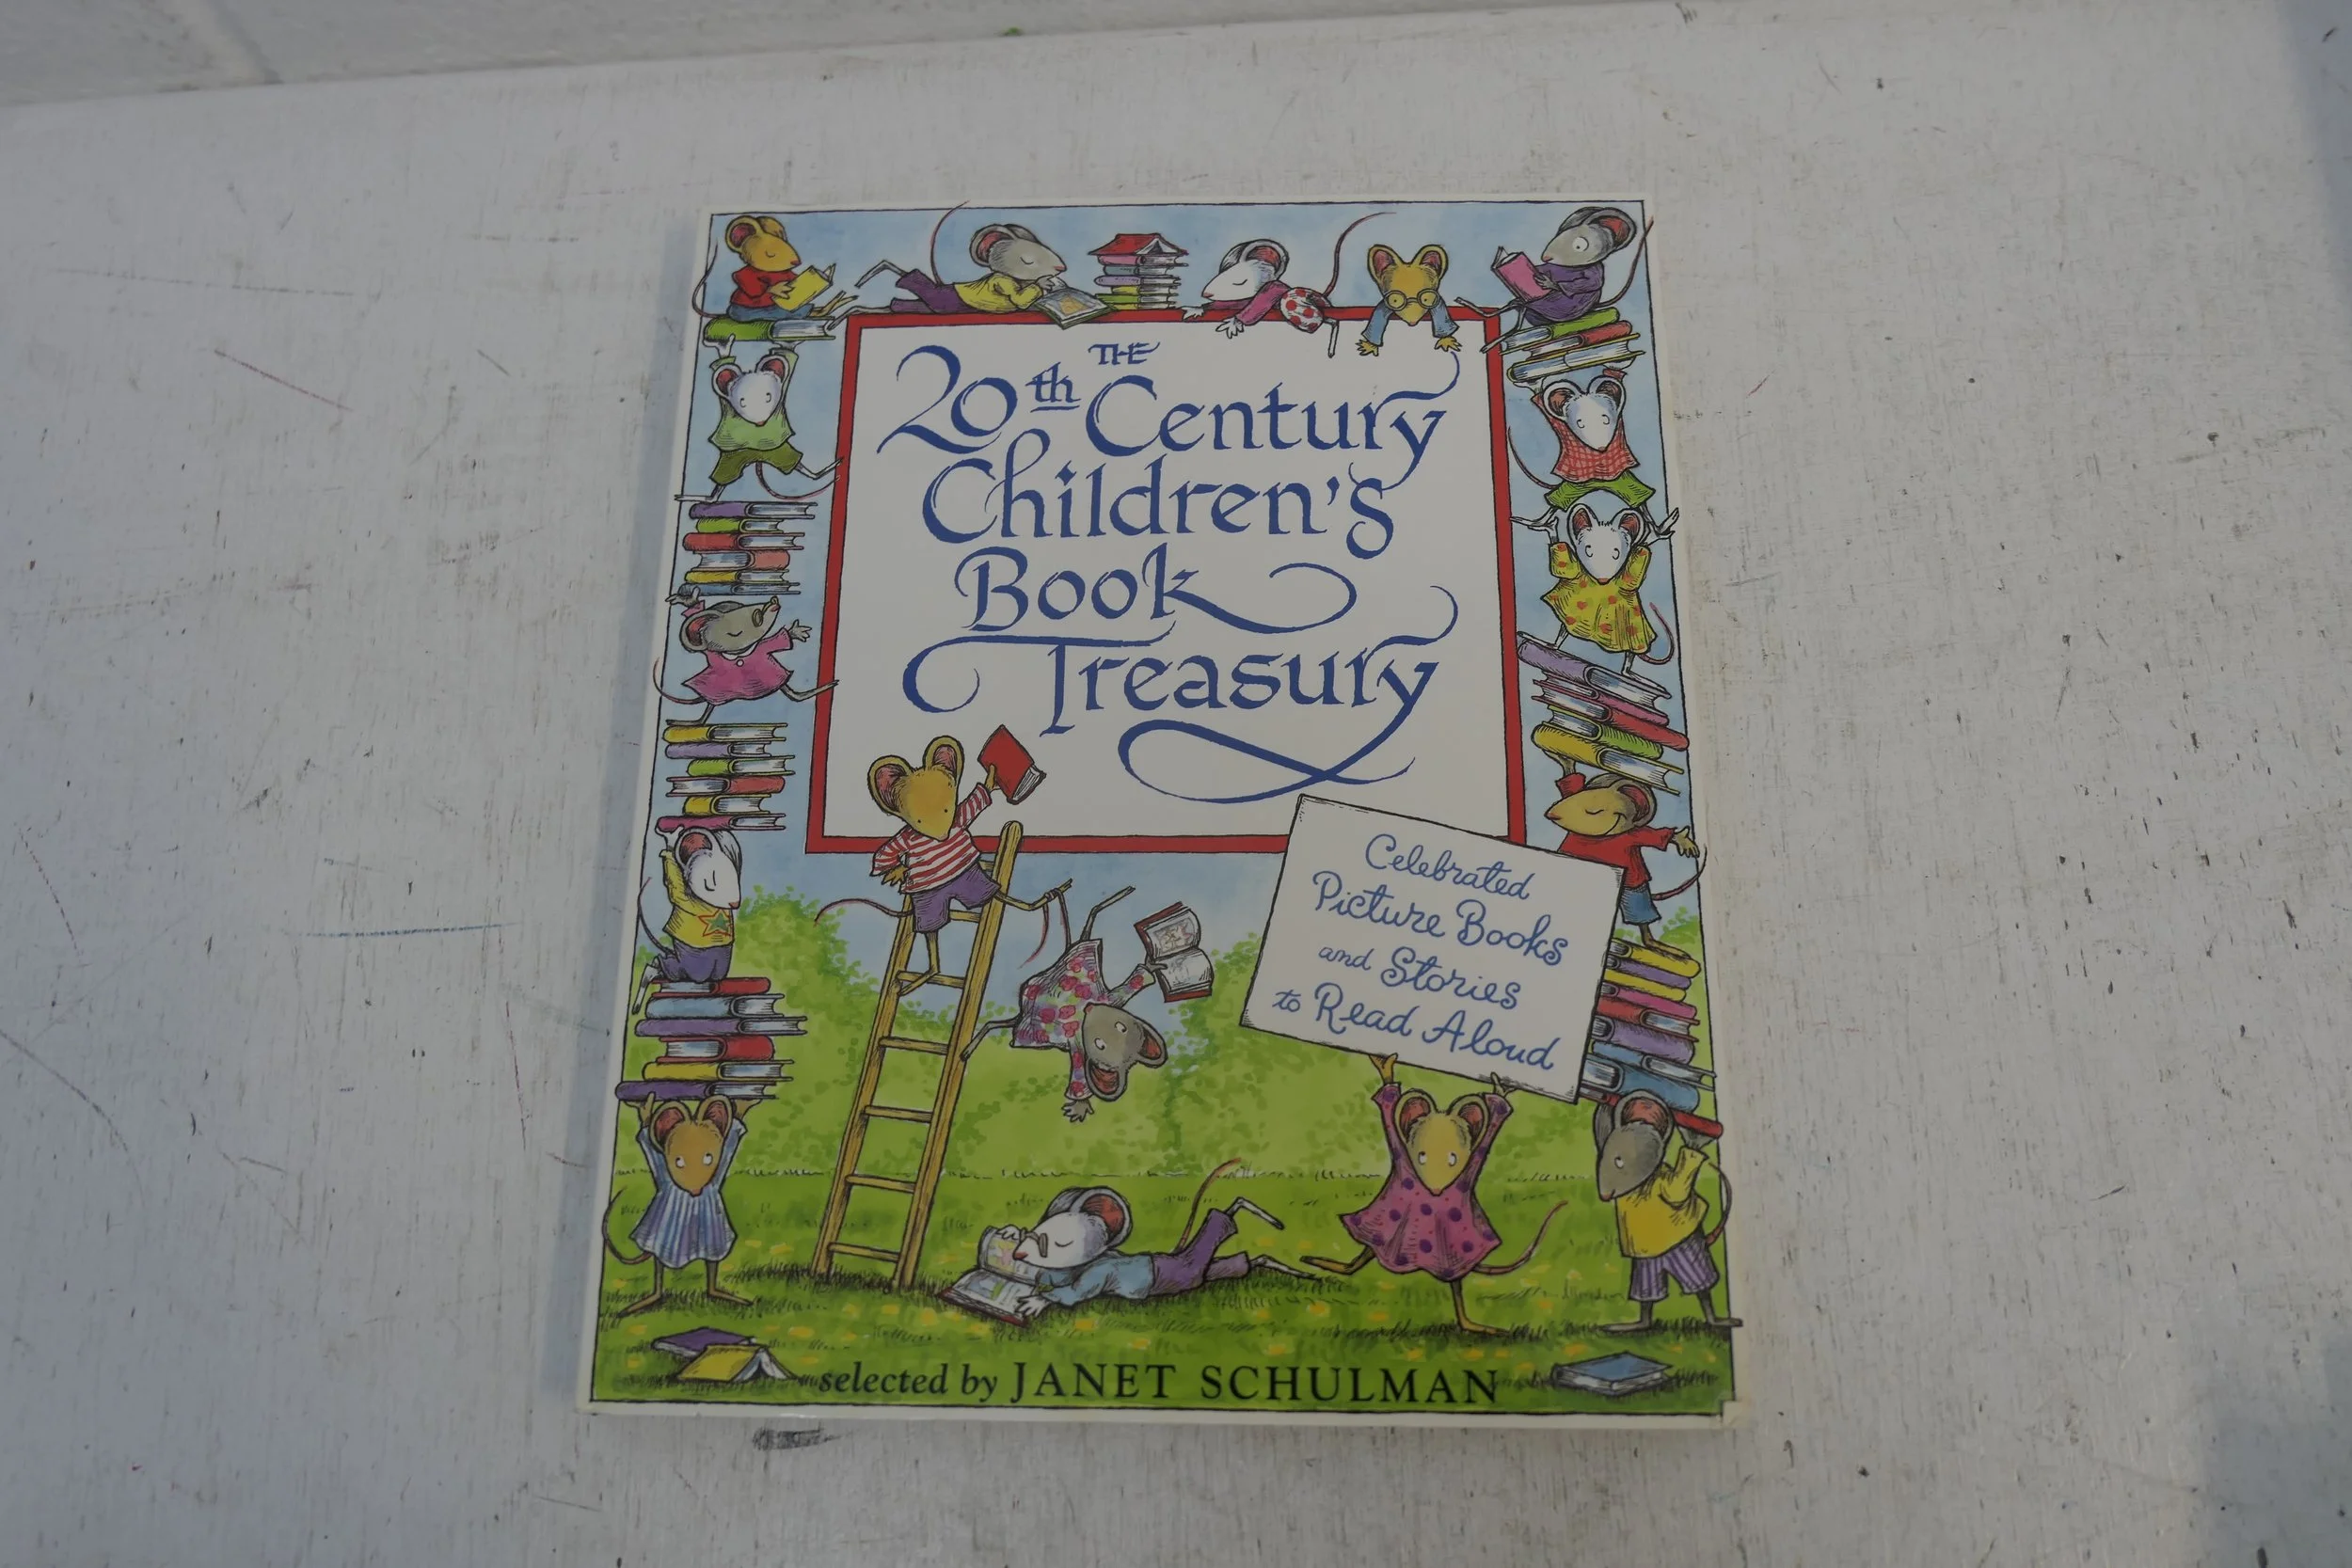 THE
20th Century
Children's
Book
Treasury
Celebrated
Picture Books
and Stories
to Read Aloud
selected by JANET SCHULMAN